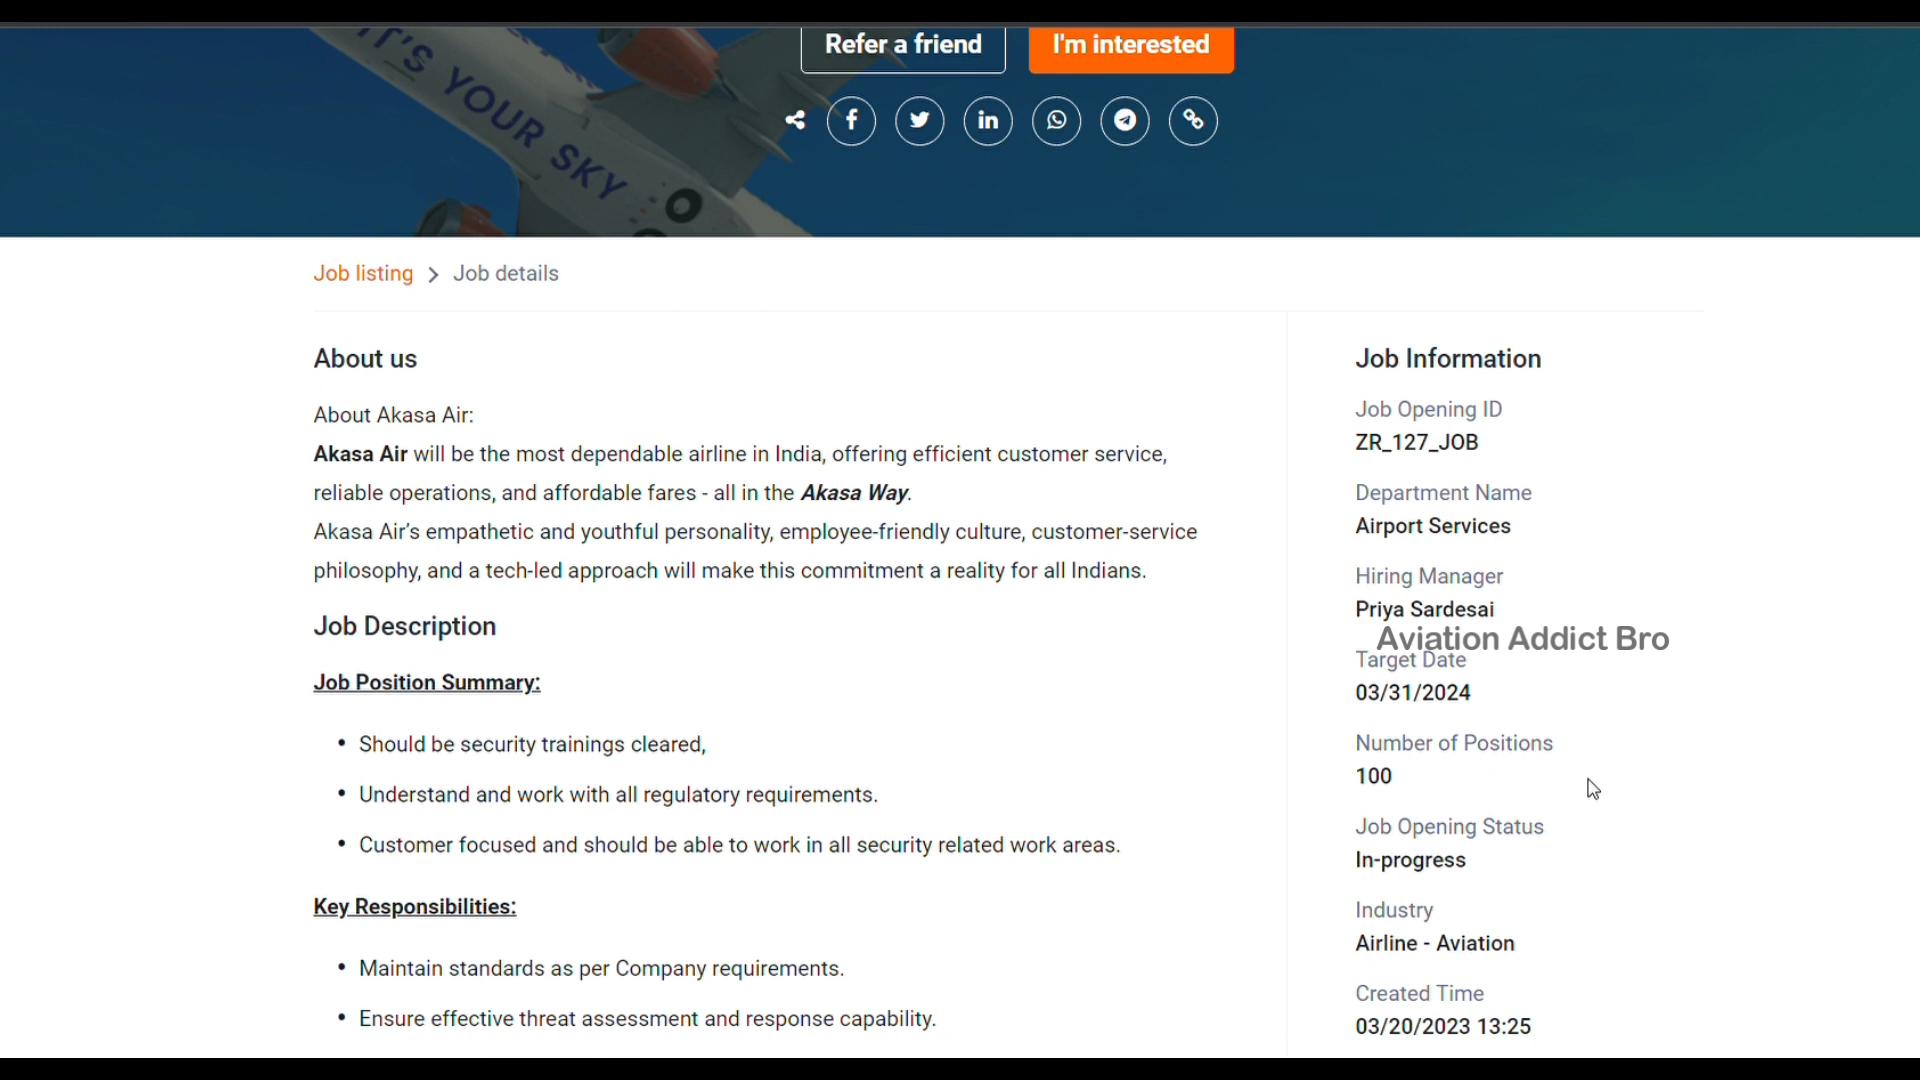 IT'S YOUR SKY
Refer a friend
I'm interested
Job listing > Job details
About us
About Akasa Air:
Akasa Air will be the most dependable airline in India, offering efficient customer service,
reliable operations, and affordable fares - all in the Akasa Way.
Akasa Air’s empathetic and youthful personality, employee-friendly culture, customer-service
philosophy, and a tech-led approach will make this commitment a reality for all Indians.
Job Description
Job Position Summary:
• Should be security trainings cleared,
• Understand and work with all regulatory requirements.
• Customer focused and should be able to work in all security related work areas.
Key Responsibilities:
• Maintain standards as per Company requirements.
• Ensure effective threat assessment and response capability.
Job Information
Job Opening ID
ZR_127_JOB
Department Name
Airport Services
Hiring Manager
Priya Sardesai
Aviation Addict Bro
Target Date
03/31/2024
Number of Positions
100
Job Opening Status
In-progress
Industry
Airline - Aviation
Created Time
03/20/2023 13:25